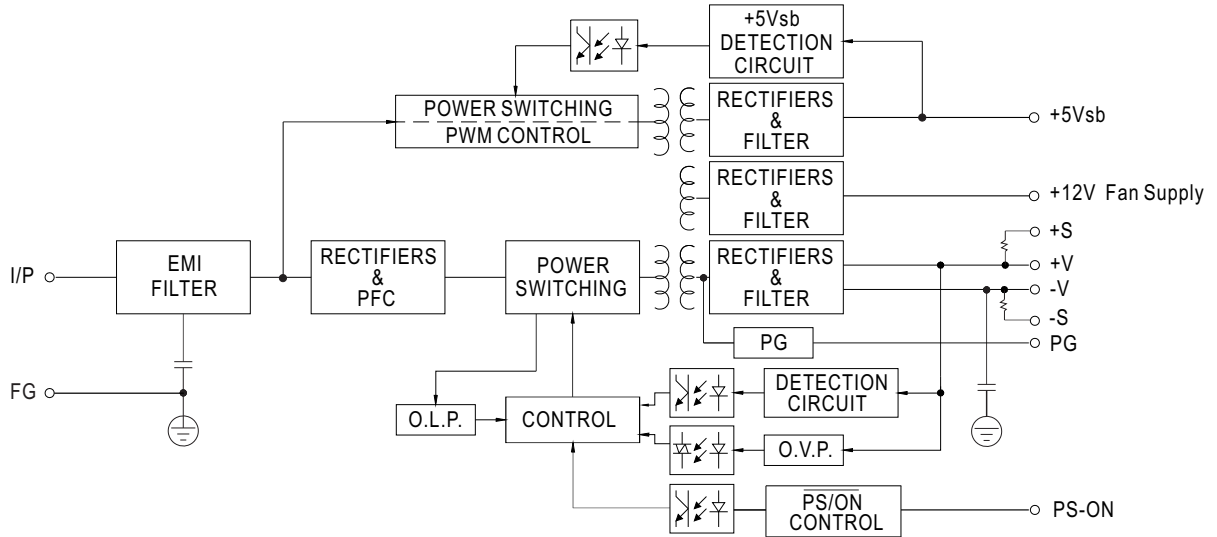 +5Vsb
DETECTION
CIRCUIT
POWER SWITCHING
PWM CONTROL
RECTIFIERS
&
FILTER
+5Vsb
RECTIFIERS
&
FILTER
+12V Fan Supply
I/P
EMI
FILTER
RECTIFIERS
&
PFC
POWER
SWITCHING
RECTIFIERS
&
FILTER
+S
+V
-V
-S
PG
PG
FG
O.L.P.
CONTROL
DETECTION
CIRCUIT
O.V.P.
PS/ON
CONTROL
PS-ON